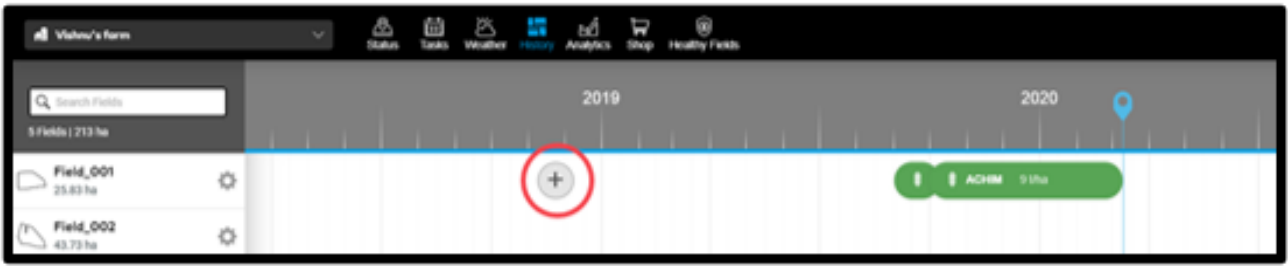 Vishnu's farm
Status Tasks Weather History Analytics Shop Healthy Fields
Search Fields
2019 2020
5 Fields | 213 ha
Field_001
25.83 ha
ACHIM 9 t/ha
Field_002
43.73 ha